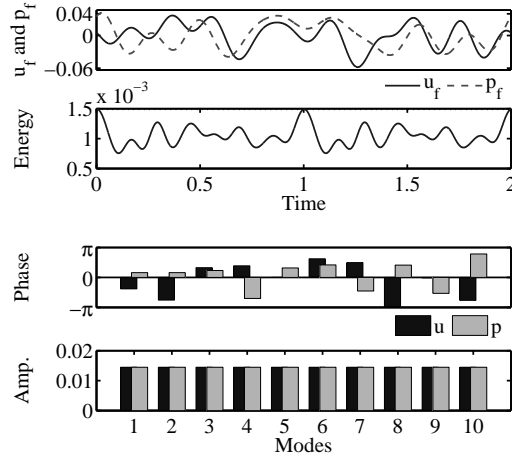 0.04
0
−0.06
u_f and p_f
u_f p_f
x 10^−3
1.5
1
0.5
Energy
0 0.5 1 1.5 2
Time
π
0
−π
Phase
u p
0.02
0.01
0
Amp.
1 2 3 4 5 6 7 8 9 10
Modes